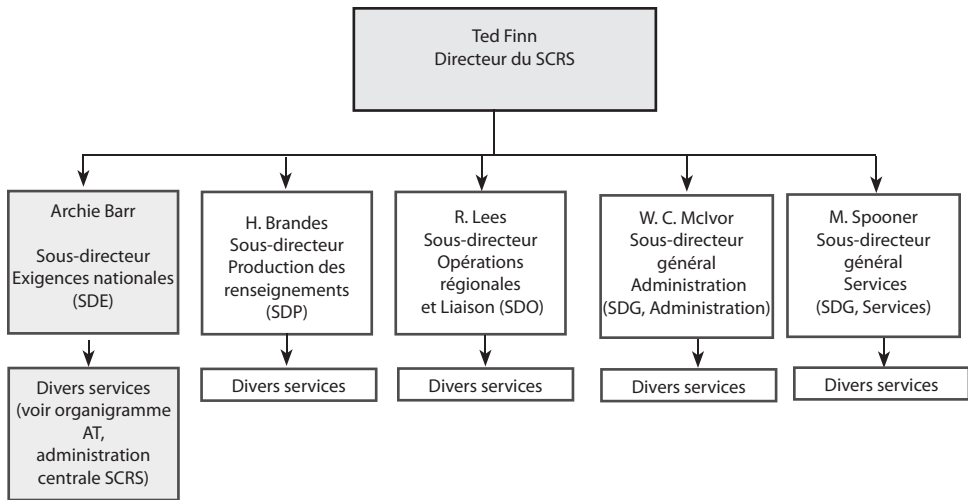 Ted Finn
Directeur du SCRS
Archie Barr
Sous-directeur
Exigences nationales
(SDE)
H. Brandes
Sous-directeur
Production des
renseignements
(SDP)
R. Lees
Sous-directeur
Opérations
régionales
et Liaison (SDO)
W. C. McIvor
Sous-directeur
général
Administration
(SDG, Administration)
M. Spooner
Sous-directeur
général
Services
(SDG, Services)
Divers services
(voir organigramme
AT,
administration
centrale SCRS)
Divers services
Divers services
Divers services
Divers services